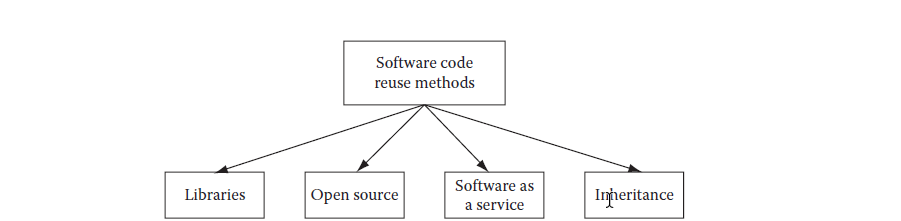 Software code
reuse methods
Libraries
Open source
Software as
a service
Inheritance